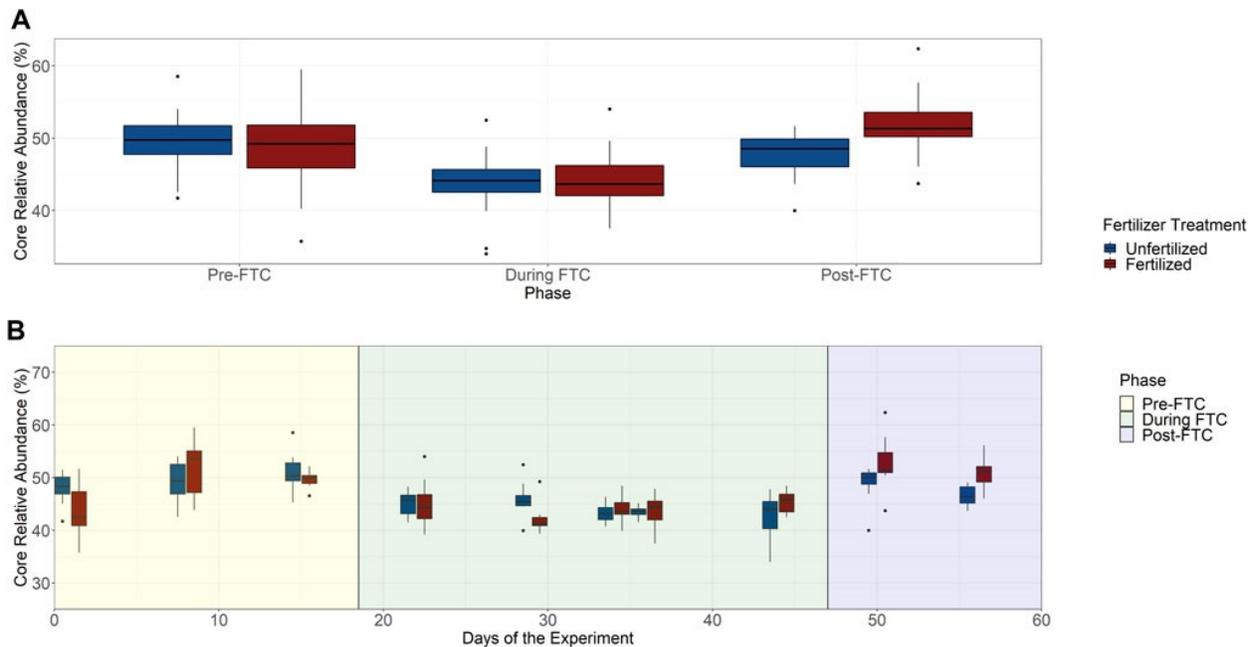 A
Core Relative Abundance (%)
60
50
40
Pre-FTC During FTC Post-FTC
Phase
Fertilizer Treatment
Unfertilized
Fertilized
B
Core Relative Abundance (%)
70
60
50
40
30
0 10 20 30 40 50 60
Days of the Experiment
Phase
Pre-FTC
During FTC
Post-FTC